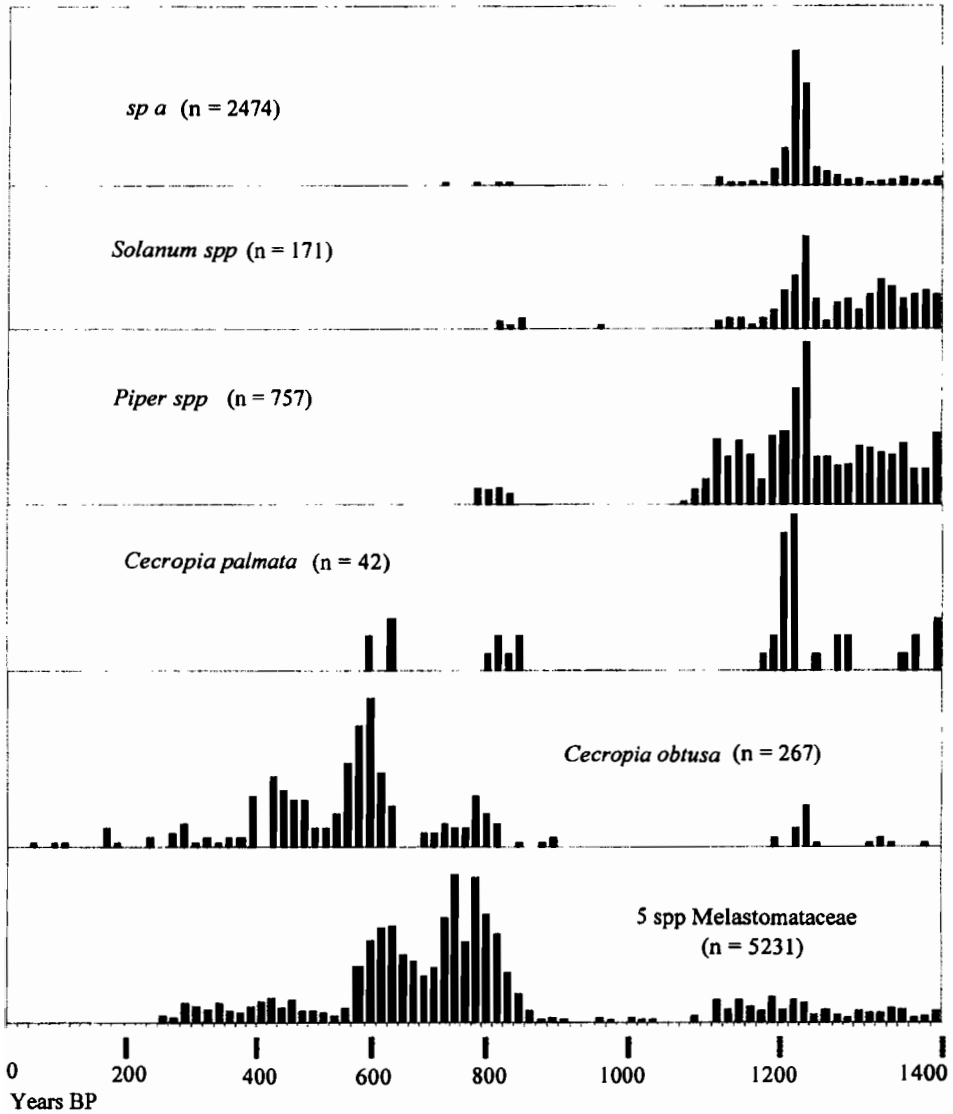 sp a (n = 2474)
Solanum spp (n = 171)
Piper spp (n = 757)
Cecropia palmata (n = 42)
Cecropia obtusa (n = 267)
5 spp Melastomataceae
(n = 5231)
0 200 400 600 800 1000 1200 1400
Years BP